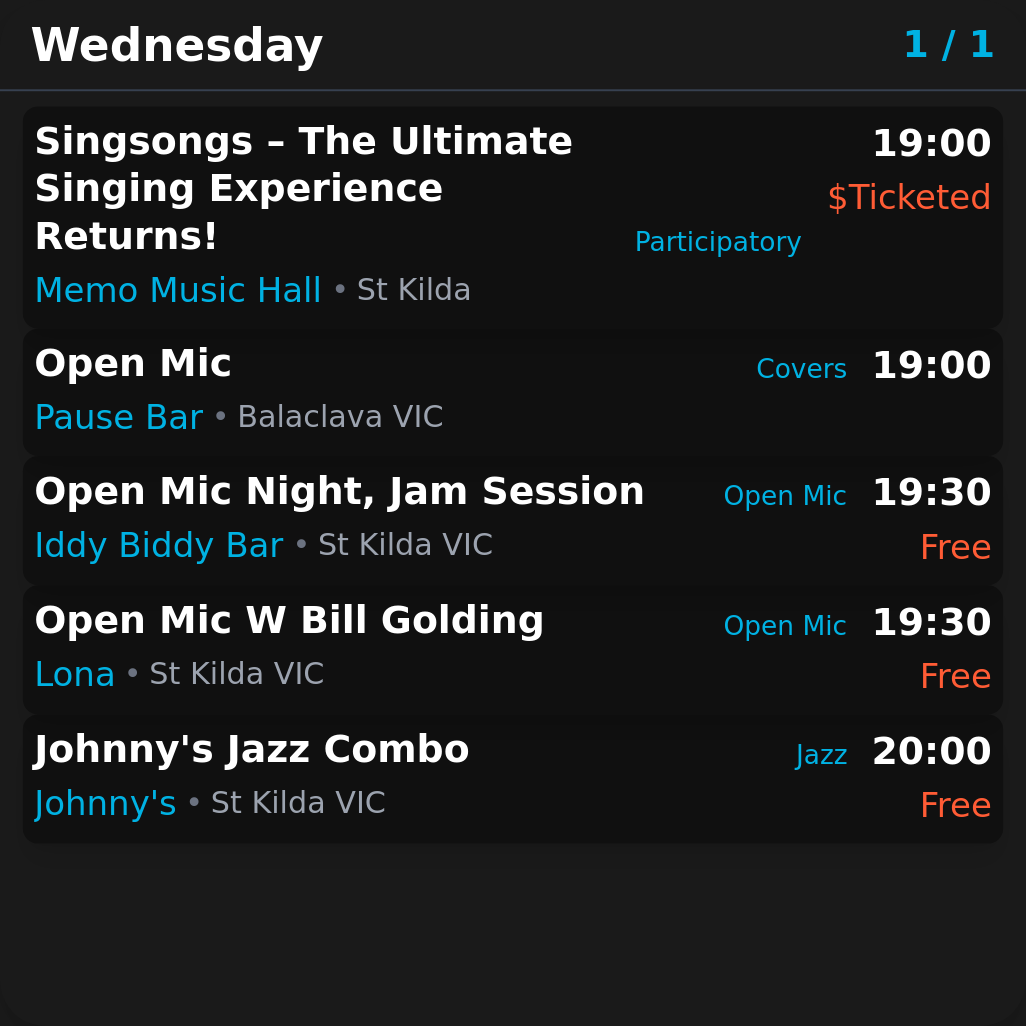 Wednesday 1 / 1
Singsongs – The Ultimate 19:00
Singing Experience $Ticketed
Returns! Participatory
Memo Music Hall • St Kilda
Open Mic Covers 19:00
Pause Bar • Balaclava VIC
Open Mic Night, Jam Session Open Mic 19:30
Iddy Biddy Bar • St Kilda VIC Free
Open Mic W Bill Golding Open Mic 19:30
Lona • St Kilda VIC Free
Johnny's Jazz Combo Jazz 20:00
Johnny's • St Kilda VIC Free